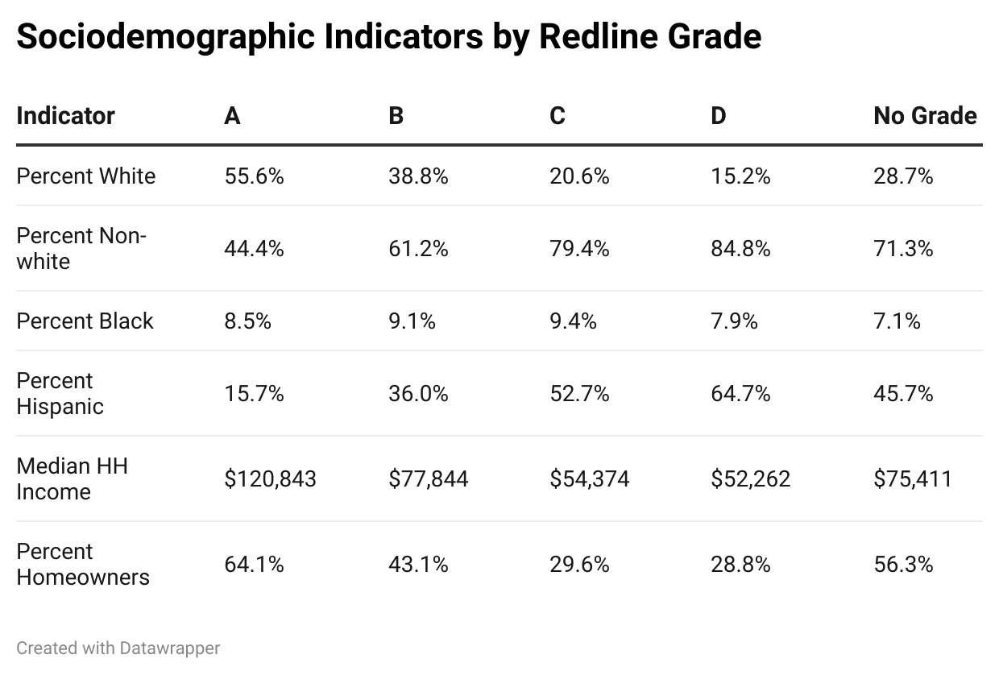 Sociodemographic Indicators by Redline Grade
Indicator A B C D No Grade
Percent White 55.6% 38.8% 20.6% 15.2% 28.7%
Percent Non-
white 44.4% 61.2% 79.4% 84.8% 71.3%
Percent Black 8.5% 9.1% 9.4% 7.9% 7.1%
Percent
Hispanic 15.7% 36.0% 52.7% 64.7% 45.7%
Median HH
Income $120,843 $77,844 $54,374 $52,262 $75,411
Percent
Homeowners 64.1% 43.1% 29.6% 28.8% 56.3%
Created with Datawrapper